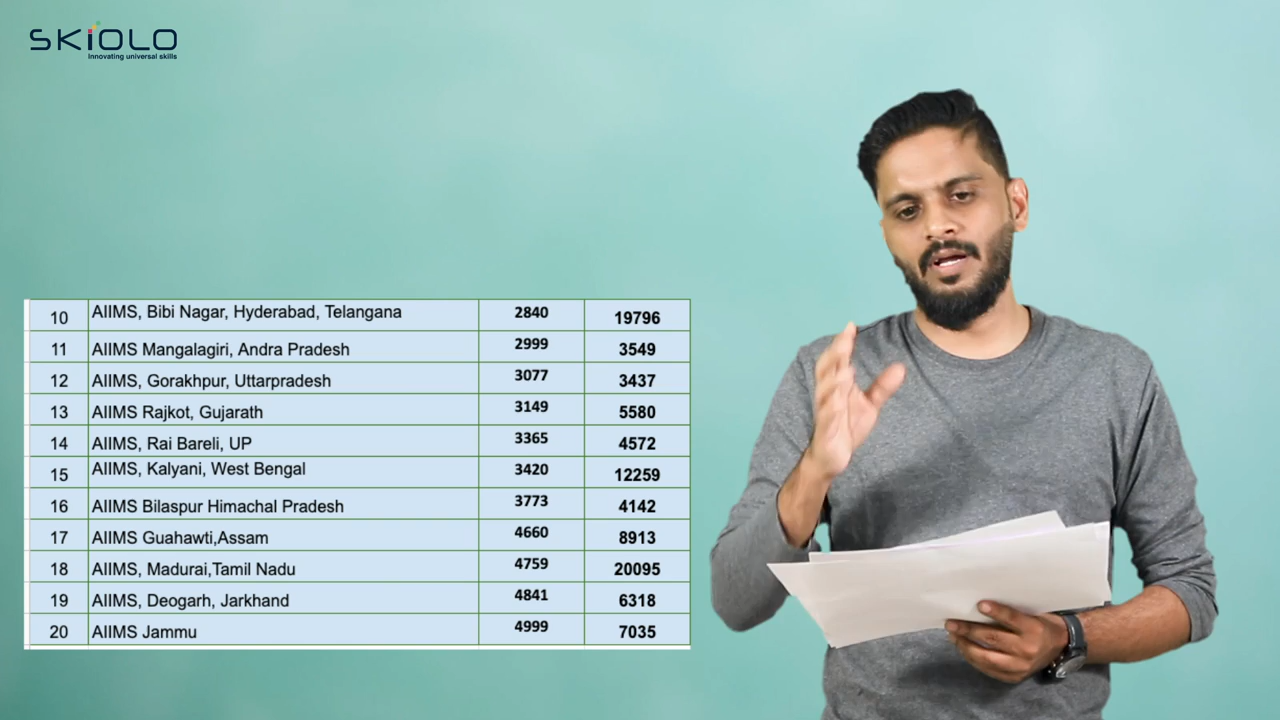 SKIOLO
Innovating universal skills
10 AIIMS, Bibi Nagar, Hyderabad, Telangana 2840 19796
11 AIIMS Mangalagiri, Andra Pradesh 2999 3549
12 AIIMS, Gorakhpur, Uttarpradesh 3077 3437
13 AIIMS Rajkot, Gujarath 3149 5580
14 AIIMS, Rai Bareli, UP 3365 4572
15 AIIMS, Kalyani, West Bengal 3420 12259
16 AIIMS Bilaspur Himachal Pradesh 3773 4142
17 AIIMS Guahawti,Assam 4660 8913
18 AIIMS, Madurai,Tamil Nadu 4759 20095
19 AIIMS, Deogarh, Jarkhand 4841 6318
20 AIIMS Jammu 4999 7035